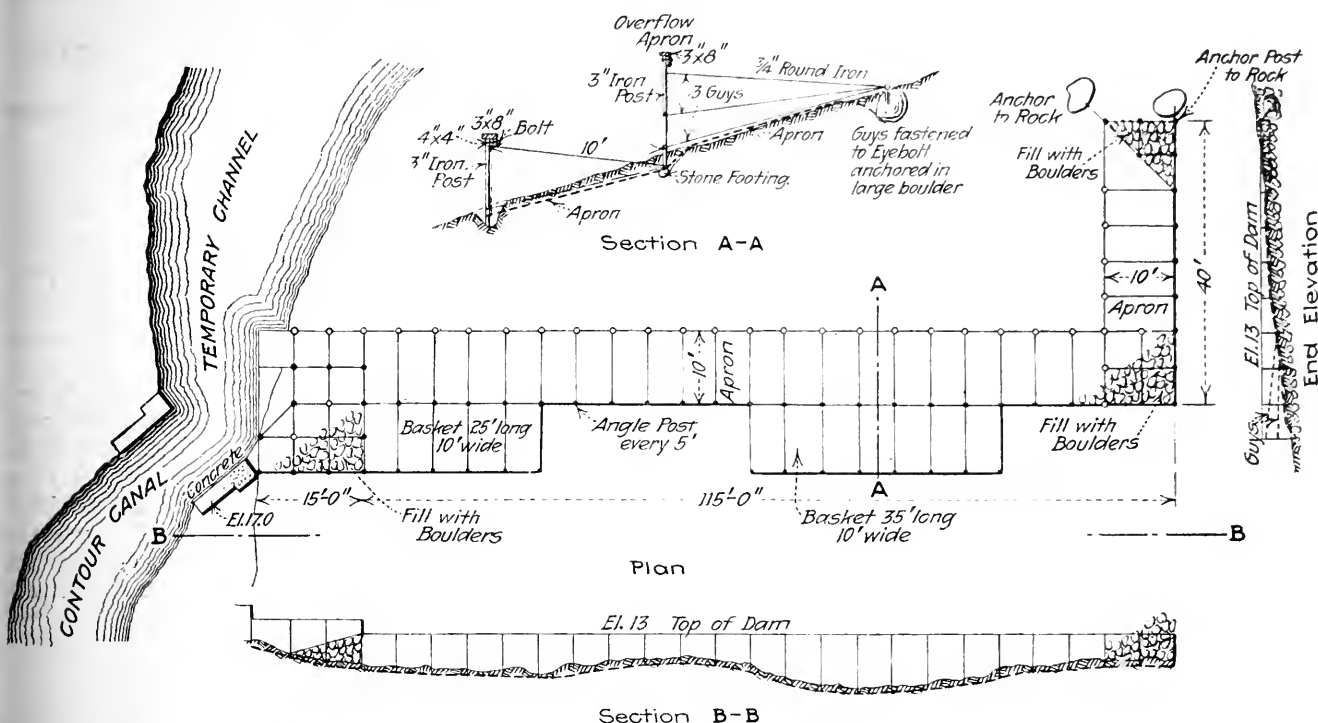 Overflow
Apron
3"x8"
3" Iron
Post
3 Guys
3/4" Round Iron
Apron
Guys fastened
to Eyebolt
anchored in
large boulder
3"x8"
4"x4"
Bolt
3" Iron
Post
10'
Stone Footing.
Apron
Section A-A
Anchor Post
to Rock
Anchor
to Rock
Fill with
Boulders
10'
40'
Apron
El. 13 Top of Dam
Guys
End Elevation
TEMPORARY CHANNEL
CONTOUR CANAL
Concrete
El.17.0
A
10'
Apron
Basket 25' long
10' wide
Angle Post
every 5'
Fill with
Boulders
A
15'-0"
115'-0"
Fill with
Boulders
Basket 35' long
10' wide
B
B
Plan
El. 13 Top of Dam
Section B-B